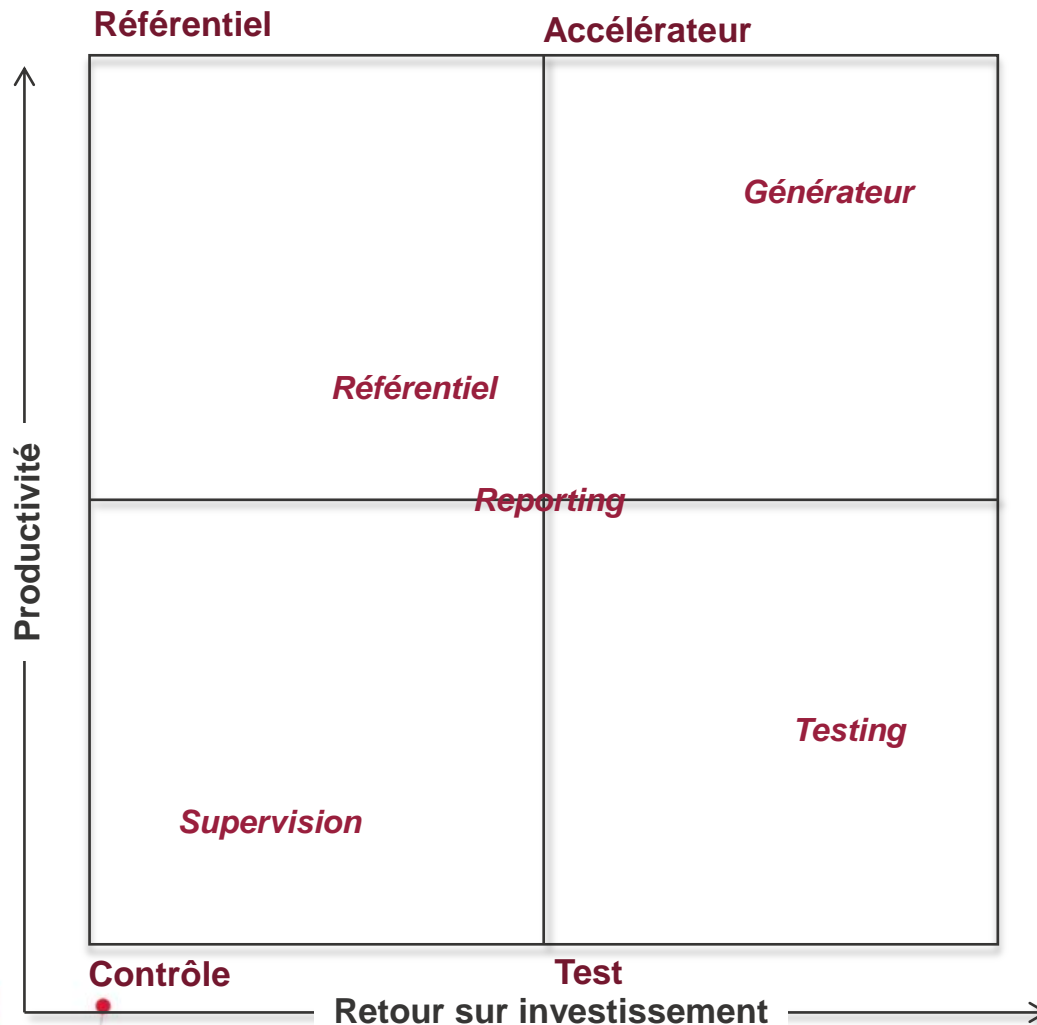 Référentiel
Accélérateur
Générateur
Référentiel
Productivité
Reporting
Testing
Supervision
Contrôle
Test
Retour sur investissement